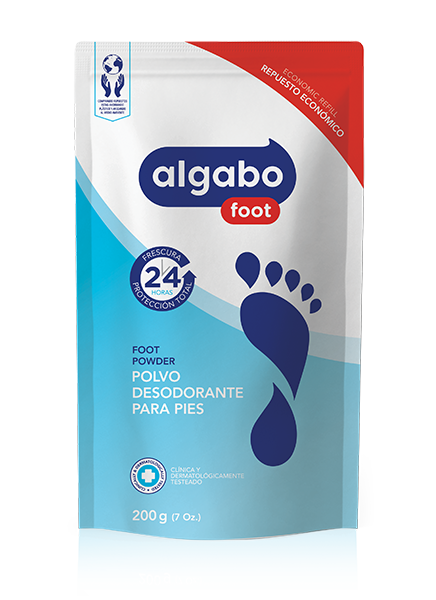 ECONOMIC REFILL
REPUESTO ECONÓMICO
algabo
foot
FRESCURA
24
HORAS
PROTECCIÓN TOTAL
FOOT
POWDER
POLVO
DESODORANTE
PARA PIES
CLÍNICA Y
DERMATOLÓGICAMENTE
TESTEADO
200 g (7 Oz.)